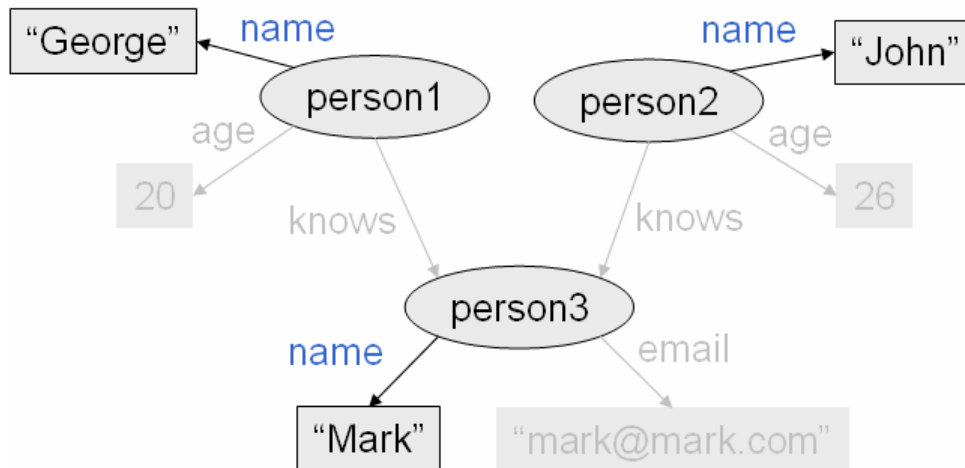 name
name
“George”
“John”
person1
person2
age
age
20
26
knows
knows
person3
name
email
“Mark”
“mark@mark.com”